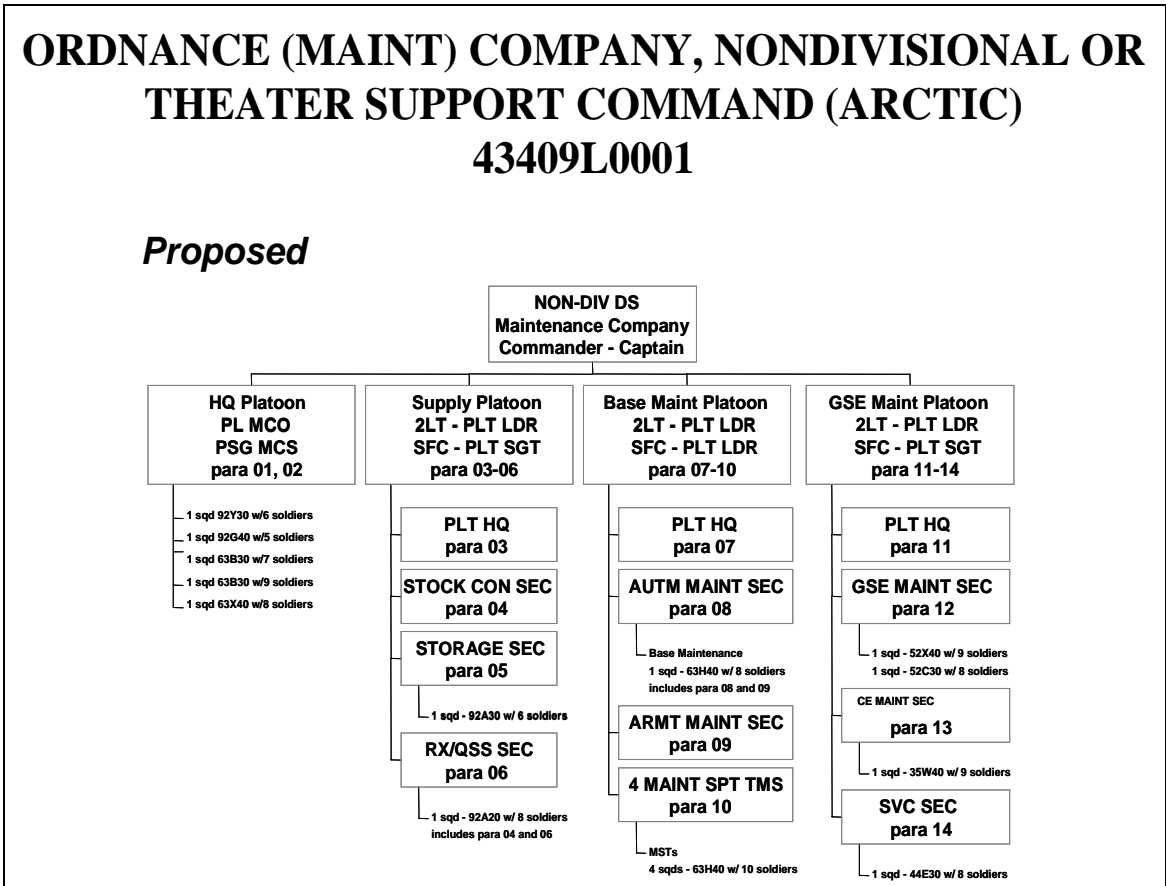 ORDNANCE (MAINT) COMPANY, NONDIVISIONAL OR
THEATER SUPPORT COMMAND (ARCTIC)
43409L0001
Proposed
NON-DIV DS
Maintenance Company
Commander - Captain
HQ Platoon
PL MCO
PSG MCS
para 01, 02
1 sqd 92Y30 w/6 soldiers
1 sqd 92G40 w/5 soldiers
1 sqd 63B30 w/7 soldiers
1 sqd 63B30 w/9 soldiers
1 sqd 63X40 w/8 soldiers
Supply Platoon
2LT - PLT LDR
SFC - PLT SGT
para 03-06
PLT HQ
para 03
STOCK CON SEC
para 04
STORAGE SEC
para 05
1 sqd - 92A30 w/ 6 soldiers
RX/QSS SEC
para 06
1 sqd - 92A20 w/ 8 soldiers
includes para 04 and 06
Base Maint Platoon
2LT - PLT LDR
SFC - PLT LDR
para 07-10
PLT HQ
para 07
AUTM MAINT SEC
para 08
Base Maintenance
1 sqd - 63H40 w/ 8 soldiers
includes para 08 and 09
ARMT MAINT SEC
para 09
4 MAINT SPT TMS
para 10
MSTs
4 sqds - 63H40 w/ 10 soldiers
GSE Maint Platoon
2LT - PLT LDR
SFC - PLT SGT
para 11-14
PLT HQ
para 11
GSE MAINT SEC
para 12
1 sqd - 52X40 w/ 9 soldiers
1 sqd - 52C30 w/ 8 soldiers
CE MAINT SEC
para 13
1 sqd - 35W40 w/ 9 soldiers
SVC SEC
para 14
1 sqd - 44E30 w/ 8 soldiers